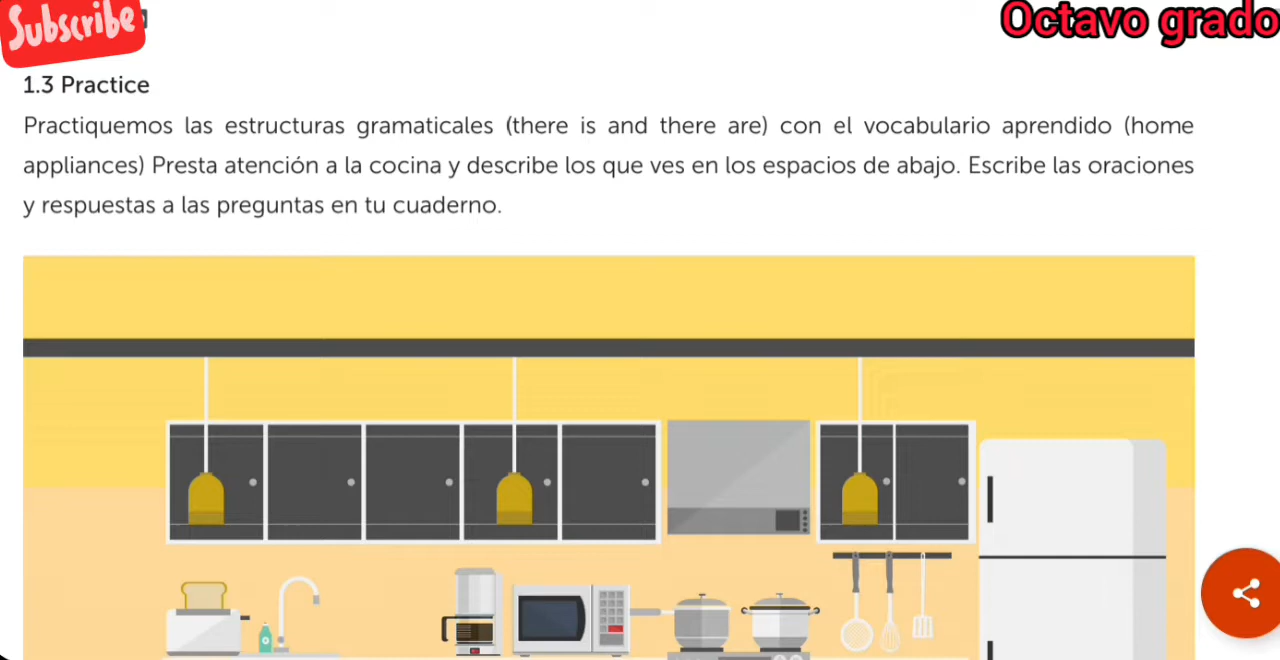 Subscribe
Octavo grado
1.3 Practice
Practiquemos las estructuras gramaticales (there is and there are) con el vocabulario aprendido (home
appliances) Presta atención a la cocina y describe los que ves en los espacios de abajo. Escribe las oraciones
y respuestas a las preguntas en tu cuaderno.